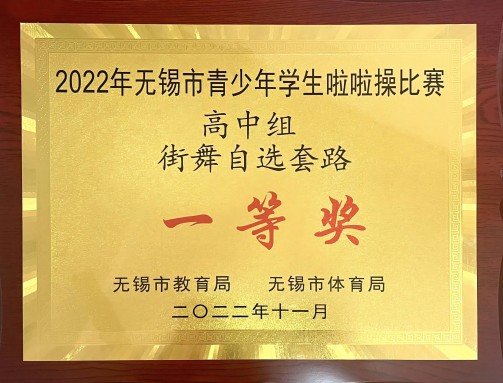 2022年无锡市青少年学生啦啦操比赛
高中组
街舞自选套路
一等奖
无锡市教育局 无锡市体育局
二〇二二年十一月